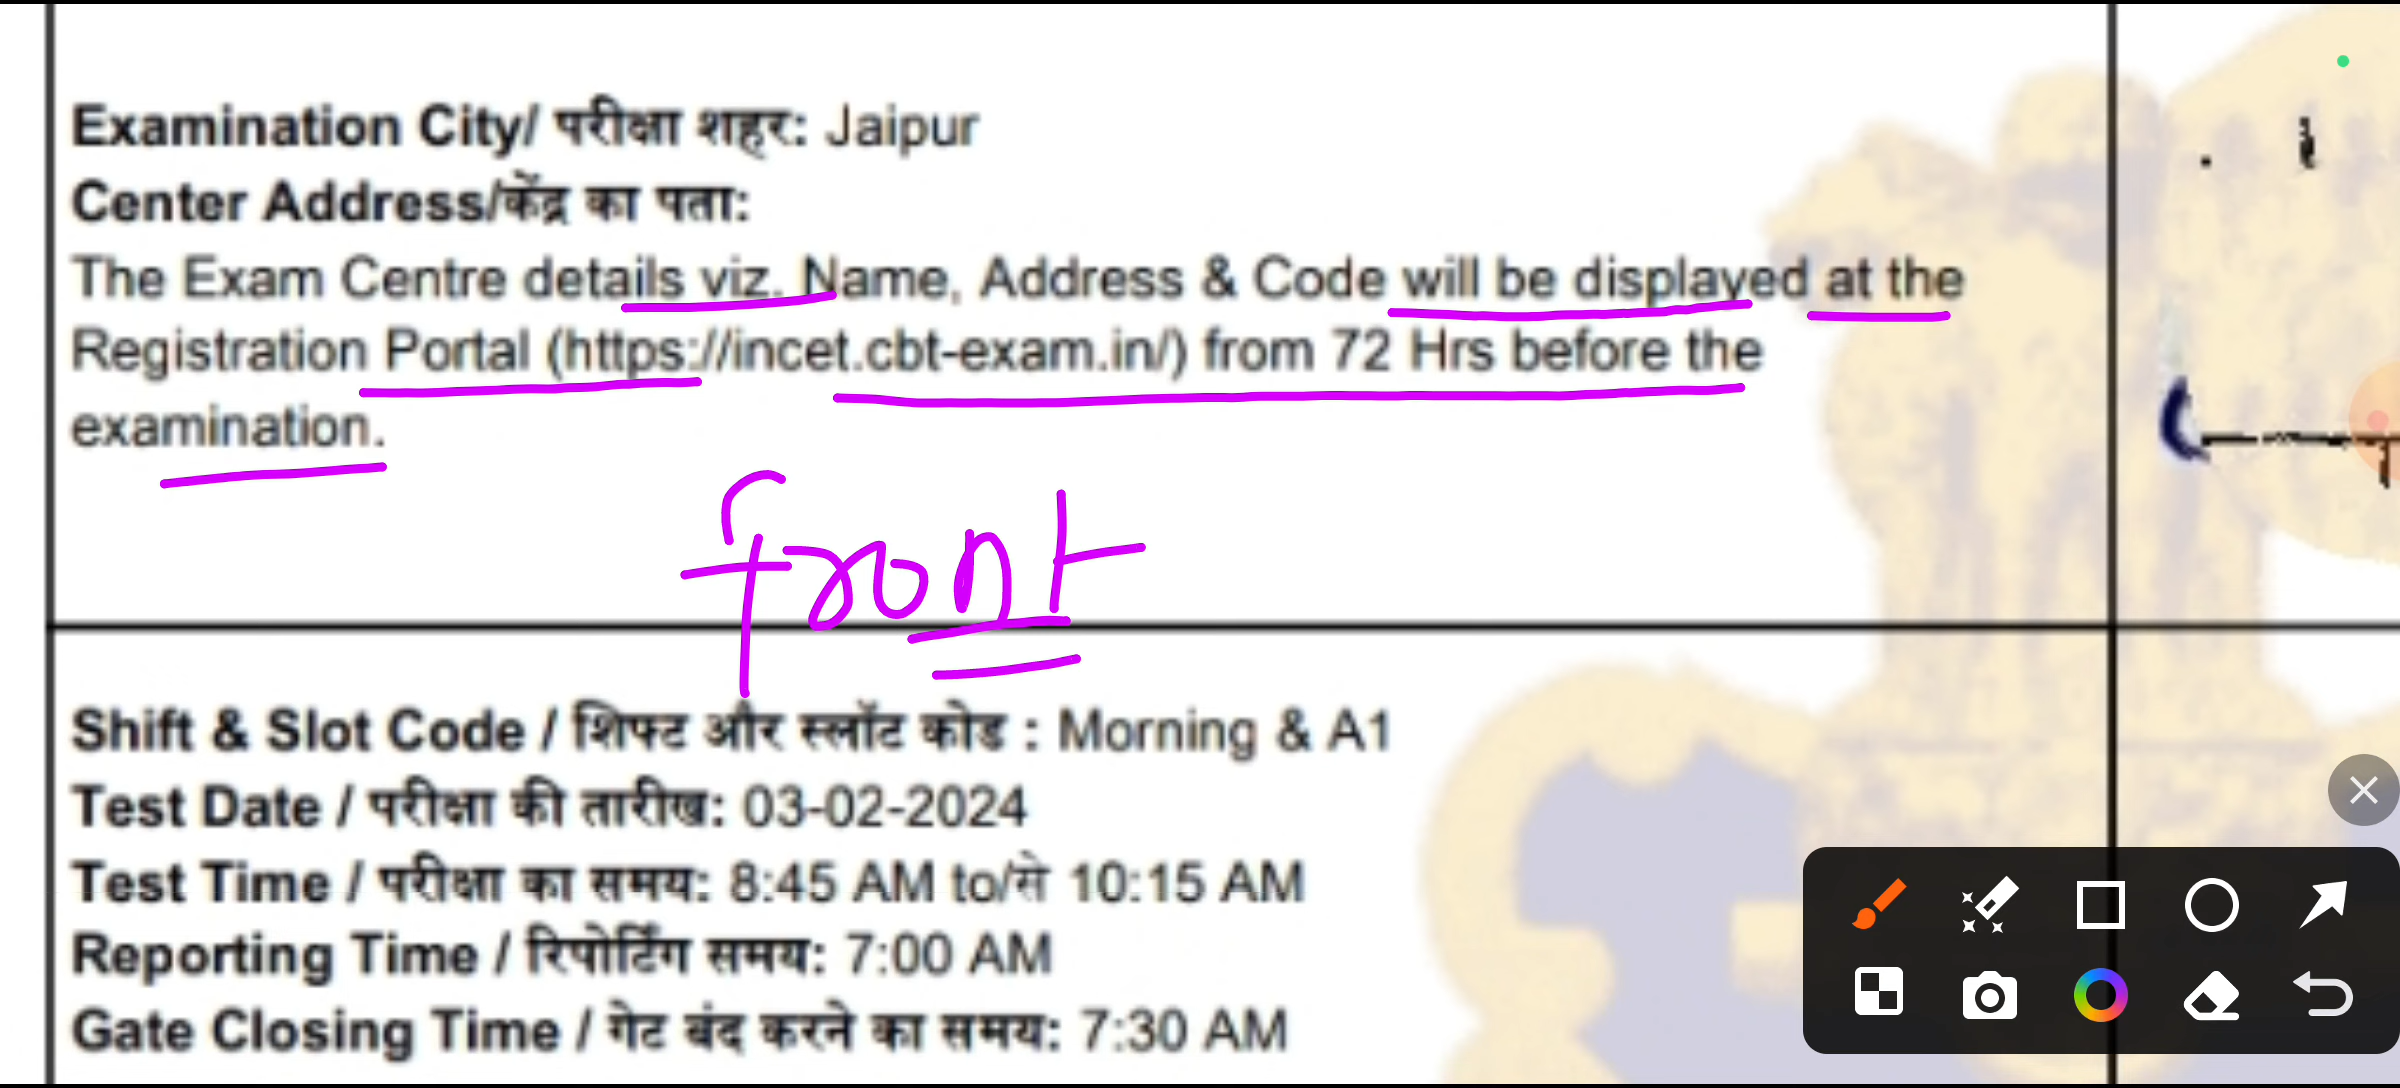 Examination City/ परीक्षा शहर: Jaipur
Center Address/केंद्र का पता:
The Exam Centre details viz. Name, Address & Code will be displayed at the
Registration Portal (https://incet.cbt-exam.in/) from 72 Hrs before the
examination.
front
Shift & Slot Code / शिफ्ट और स्लॉट कोड : Morning & A1
Test Date / परीक्षा की तारीख: 03-02-2024
Test Time / परीक्षा का समय: 8:45 AM to/से 10:15 AM
Reporting Time / रिपोर्टिंग समय: 7:00 AM
Gate Closing Time / गेट बंद करने का समय: 7:30 AM